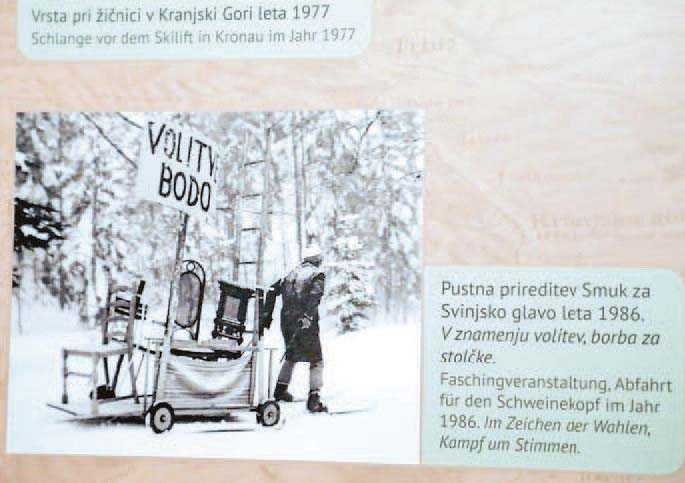 Vrsta pri žičnici v Kranjski Gori leta 1977
Schlange vor dem Skilift in Kronau im Jahr 1977
VOLITV
BODO
Pustna prireditev Smuk za
Svinjsko glavo leta 1986.
V znamenju volitev, borba za
stolčke.
Faschingveranstaltung, Abfahrt
für den Schweinekopf im Jahr
1986. Im Zeichen der Wahlen,
Kampf um Stimmen.